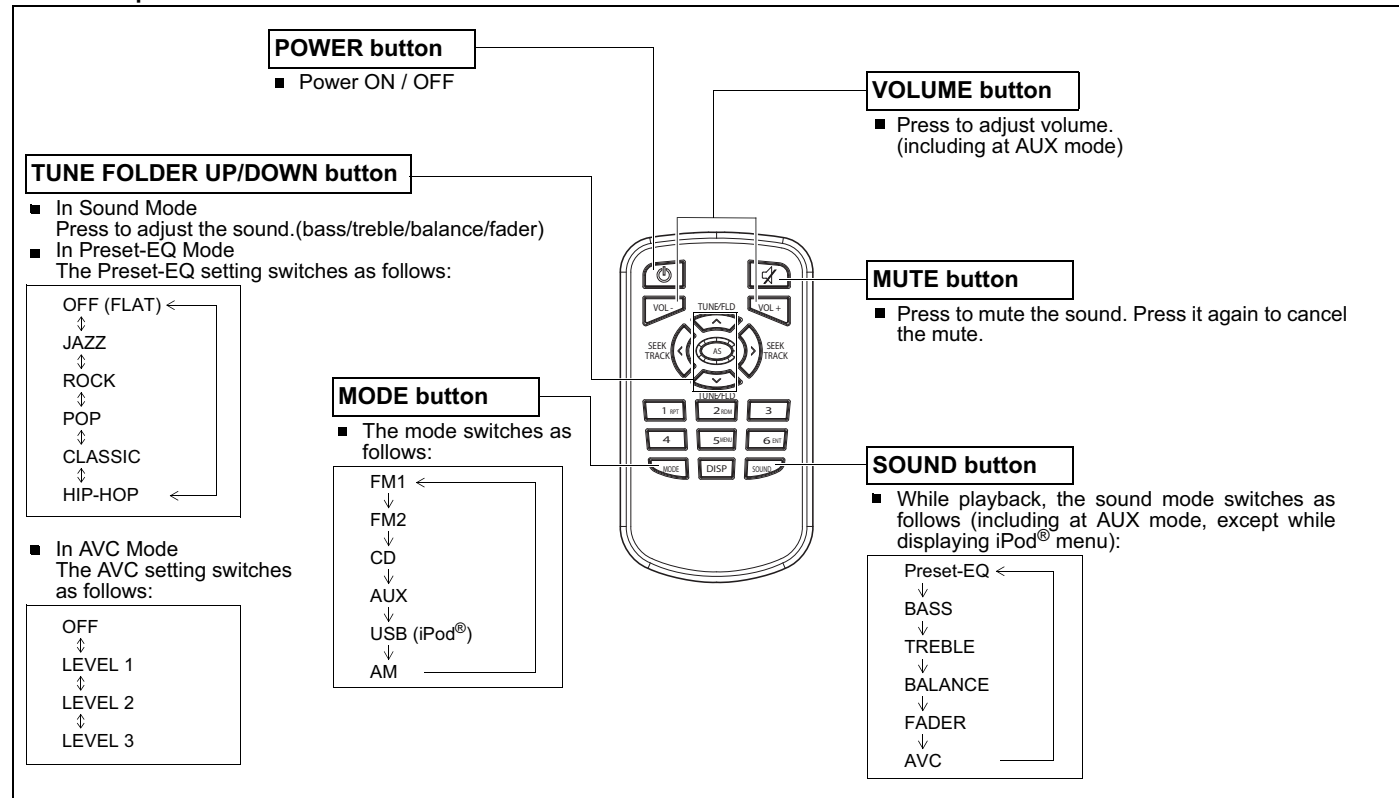 POWER button
■ Power ON / OFF
VOLUME button
■ Press to adjust volume.
(including at AUX mode)
TUNE FOLDER UP/DOWN button
■ In Sound Mode
Press to adjust the sound.(bass/treble/balance/fader)
■ In Preset-EQ Mode
The Preset-EQ setting switches as follows:
OFF (FLAT)
JAZZ
ROCK
POP
CLASSIC
HIP-HOP
■ In AVC Mode
The AVC setting switches
as follows:
OFF
LEVEL 1
LEVEL 2
LEVEL 3
MODE button
■ The mode switches as
follows:
FM1
FM2
CD
AUX
USB (iPod®)
AM
VOL -
TUNE/FLD
VOL +
SEEK
TRACK
AS
SEEK
TRACK
TUNE/FLD
1 RPT
2 RDM
3
4
5 MENU
6 ENT
MODE
DISP
SOUND
MUTE button
■ Press to mute the sound. Press it again to cancel
the mute.
SOUND button
■ While playback, the sound mode switches as
follows (including at AUX mode, except while
displaying iPod® menu):
Preset-EQ
BASS
TREBLE
BALANCE
FADER
AVC